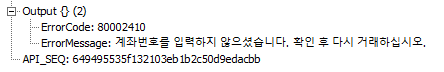 Output {} (2)
ErrorCode: 80002410
ErrorMessage: 계좌번호를 입력하지 않으셨습니다. 확인 후 다시 거래하십시오.
API_SEQ: 649495535f132103eb1b2c50d9edacbb